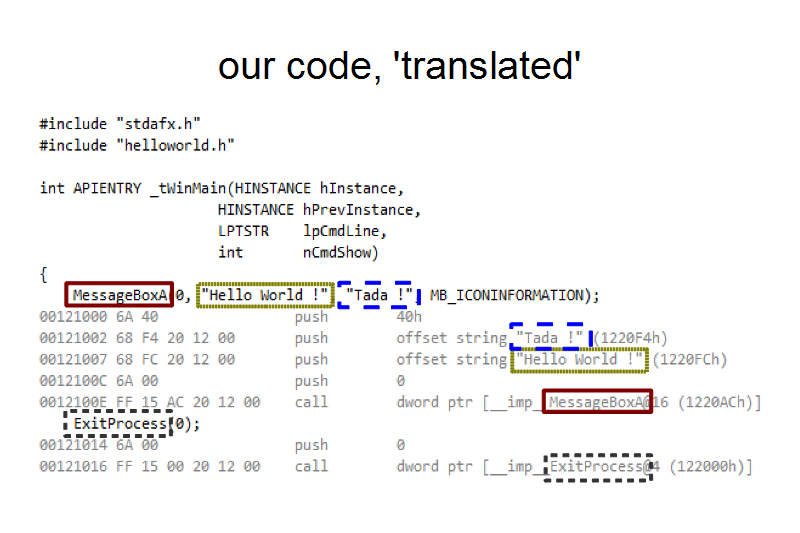 our code, 'translated'
#include "stdafx.h"
#include "helloworld.h"
int APIENTRY _tWinMain(HINSTANCE hInstance,
HINSTANCE hPrevInstance,
LPTSTR lpCmdLine,
int nCmdShow)
{
MessageBoxA(0, "Hello World !", "Tada !", MB_ICONINFORMATION);
00121000 6A 40 push 40h
00121002 68 F4 20 12 00 push offset string "Tada !" (1220F4h)
00121007 68 FC 20 12 00 push offset string "Hello World !" (1220FCh)
0012100C 6A 00 push 0
0012100E FF 15 AC 20 12 00 call dword ptr [__imp__MessageBoxA@16 (1220ACh)]
ExitProcess(0);
00121014 6A 00 push 0
00121016 FF 15 00 20 12 00 call dword ptr [__imp__ExitProcess@4 (122000h)]